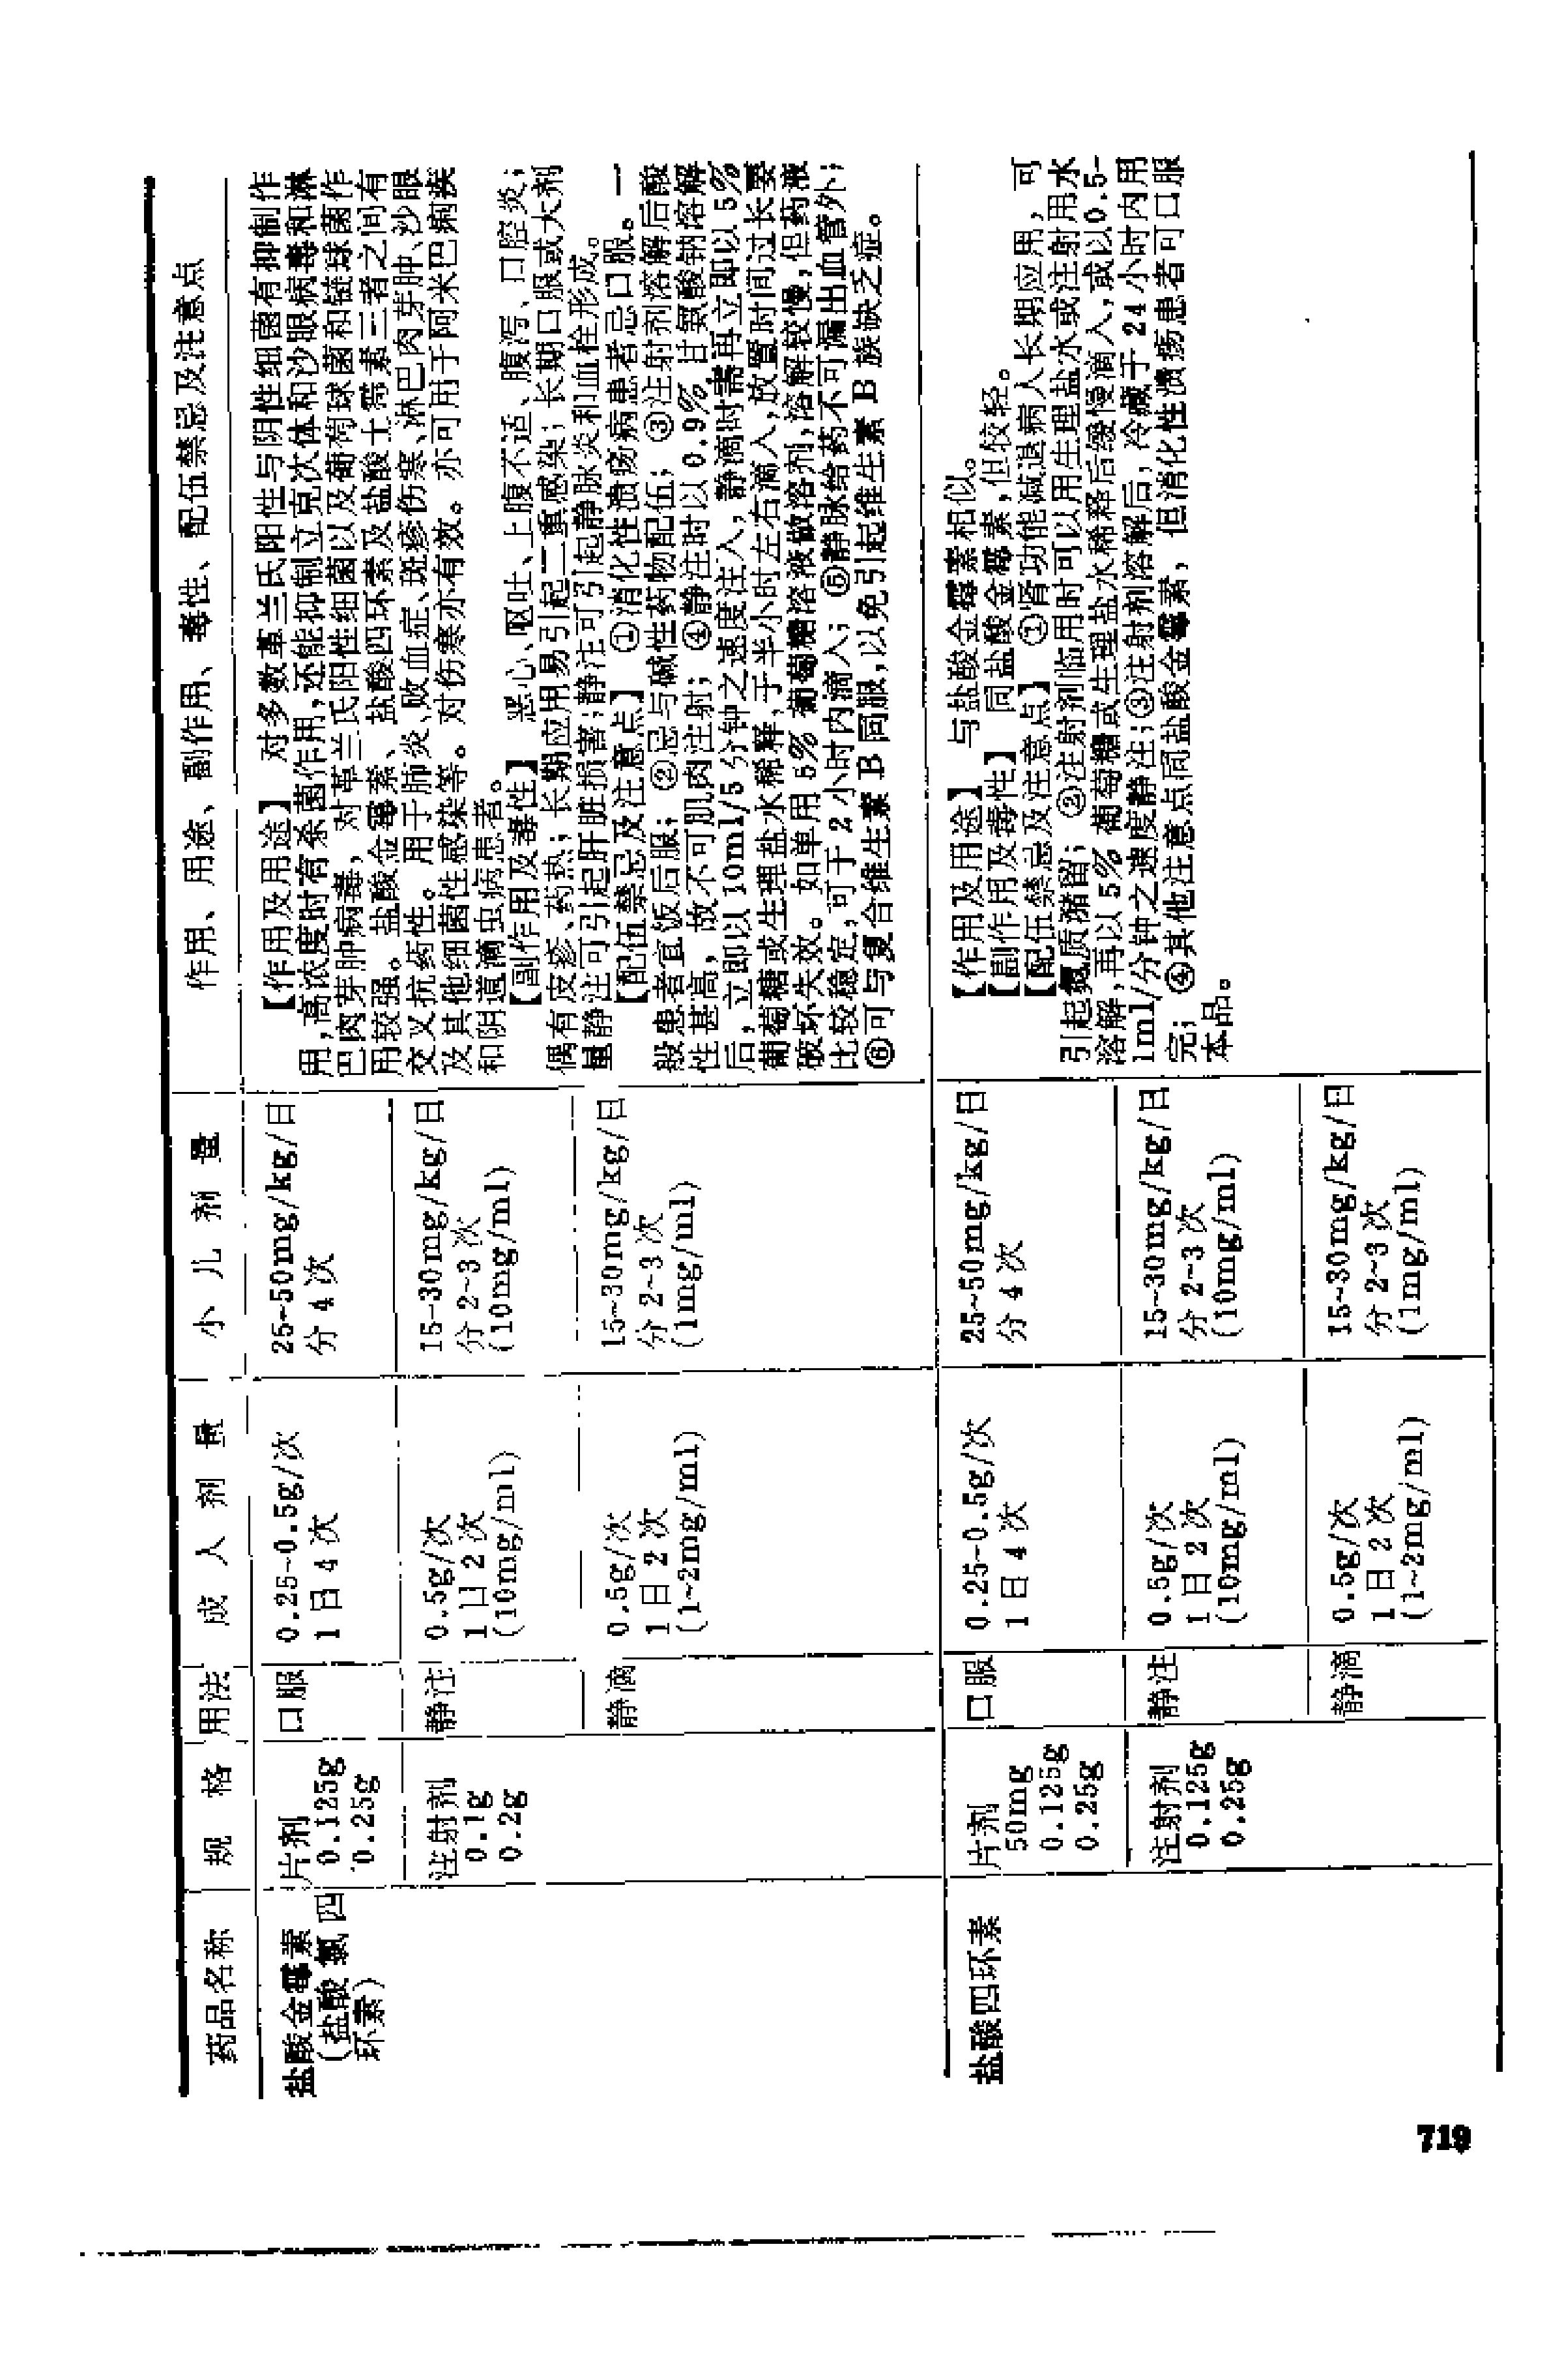 药品名称
规 格
用法
成 人 剂 量
小 儿 剂 量
作用、用途、副作用、毒性、配伍禁忌及注意点
盐酸金霉素
(盐酸氯四
环素)
片剂
0.125g
0.25g
口服
0.25~0.5g/次
1日4次
25~50mg/kg/日
分4次
注射剂
0.1g
0.2g
静注
0.5g/次
1日2次
(10mg/ml)
15~30mg/kg/日
分2~3次
(10mg/ml)
静滴
0.5g/次
1日2次
(1~2mg/ml)
15~30mg/kg/日
分2~3次
(1mg/ml)
【作用及用途】 对多数革兰氏阳性与阴性细菌有抑制作
用,高浓度时有杀菌作用,还能抑制立克次体和沙眼病毒和淋
巴肉芽肿病毒, 对革兰氏阳性细菌以及葡萄球菌和链球菌作
用较强。 盐酸金霉素、盐酸四环素及盐酸土霉素三者之间有
交叉抗药性。 用于肺炎、败血症、斑疹伤寒、淋巴肉芽肿、沙眼
及其他细菌性感染等。 对伤寒亦有效。 亦可用于阿米巴痢疾
和阴道滴虫病患者。
【副作用及毒性】 恶心、呕吐、上腹不适、腹泻、口腔炎;
偶有皮疹、药热; 长期应用易引起二重感染; 长期口服或大剂
量静注可引起肝脏损害;静注可引起静脉炎和血栓形成。
【配伍禁忌及注意点】 ①消化性溃疡病患者忌口服。 一
般患者宜饭后服; ②忌与碱性药物配伍; ③注射剂溶解后酸
性甚高, 故不可肌肉注射; ④静注时以0.9% 甘氨酸钠溶解
后, 立即以10ml/5分钟之速度注入, 静滴时需再立即以5%
葡萄糖或生理盐水稀释,于半小时左右滴入,放置时间过长要
破坏失效。 如单用5% 葡萄糖溶液做溶剂,溶解较慢,但药液
比较稳定,可于2小时内滴入; ⑤静脉给药不可漏出血管外;
⑥可与复合维生素B同服,以免引起维生素B族缺乏症。
盐酸四环素
片剂
50mg
0.125g
0.25g
口服
0.25~0.5g/次
1日4次
25~50mg/kg/日
分4次
注射剂
0.125g
0.25g
静注
0.5g/次
1日2次
(10mg/ml)
15~30mg/kg/日
分2~3次
(10mg/ml)
静滴
0.5g/次
1日2次
(1~2mg/ml)
15~30mg/kg/日
分2~3次
(1mg/ml)
【作用及用途】 与盐酸金霉素相似。
【副作用及毒性】 同盐酸金霉素,但较轻。
【配伍禁忌及注意点】 ①肾功能减退病人长期应用, 可
引起氮质潴留; ②注射剂临用时可以用生理盐水或注射用水
溶解,再以5% 葡萄糖或生理盐水稀释后缓慢滴入,或以0.5-
1ml/分钟之速度静注;③注射剂溶解后,冷藏于24小时内用
完; ④其他注意点同盐酸金霉素, 但消化性溃疡患者可口服
本品。
719